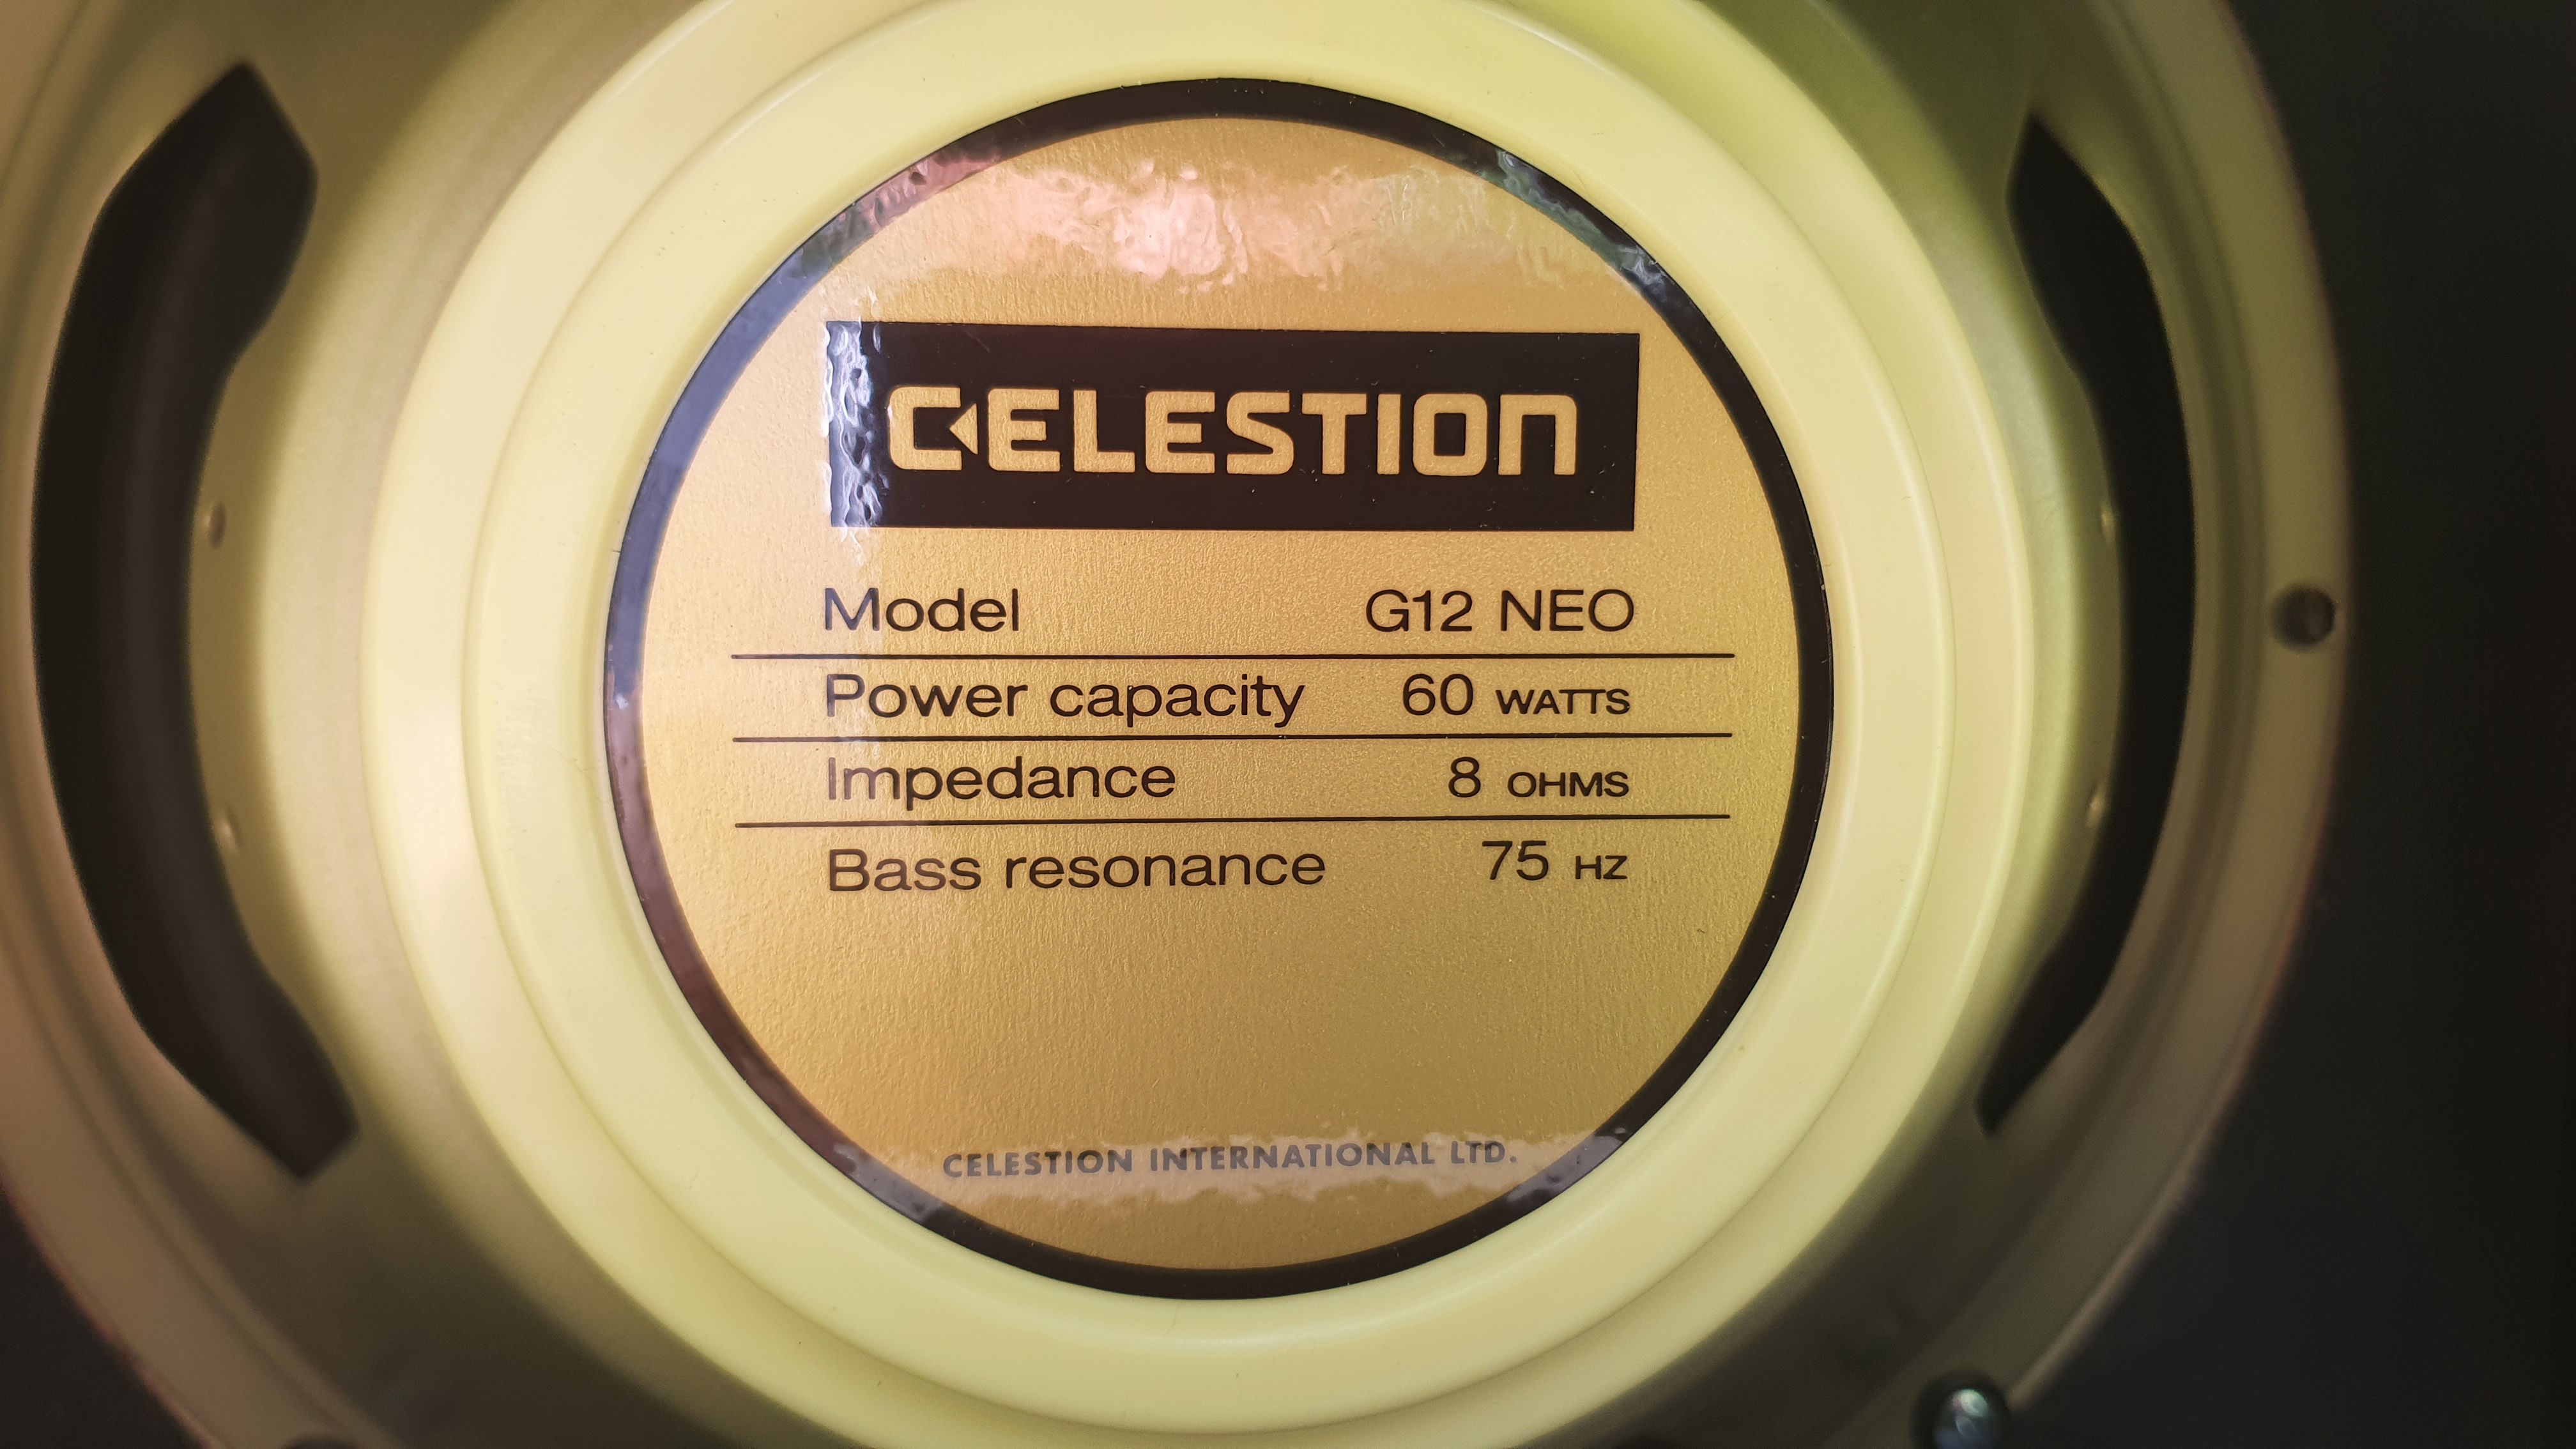 CELESTION
Model G12 NEO
Power capacity 60 WATTS
Impedance 8 OHMS
Bass resonance 75 HZ
CELESTION INTERNATIONAL LTD.